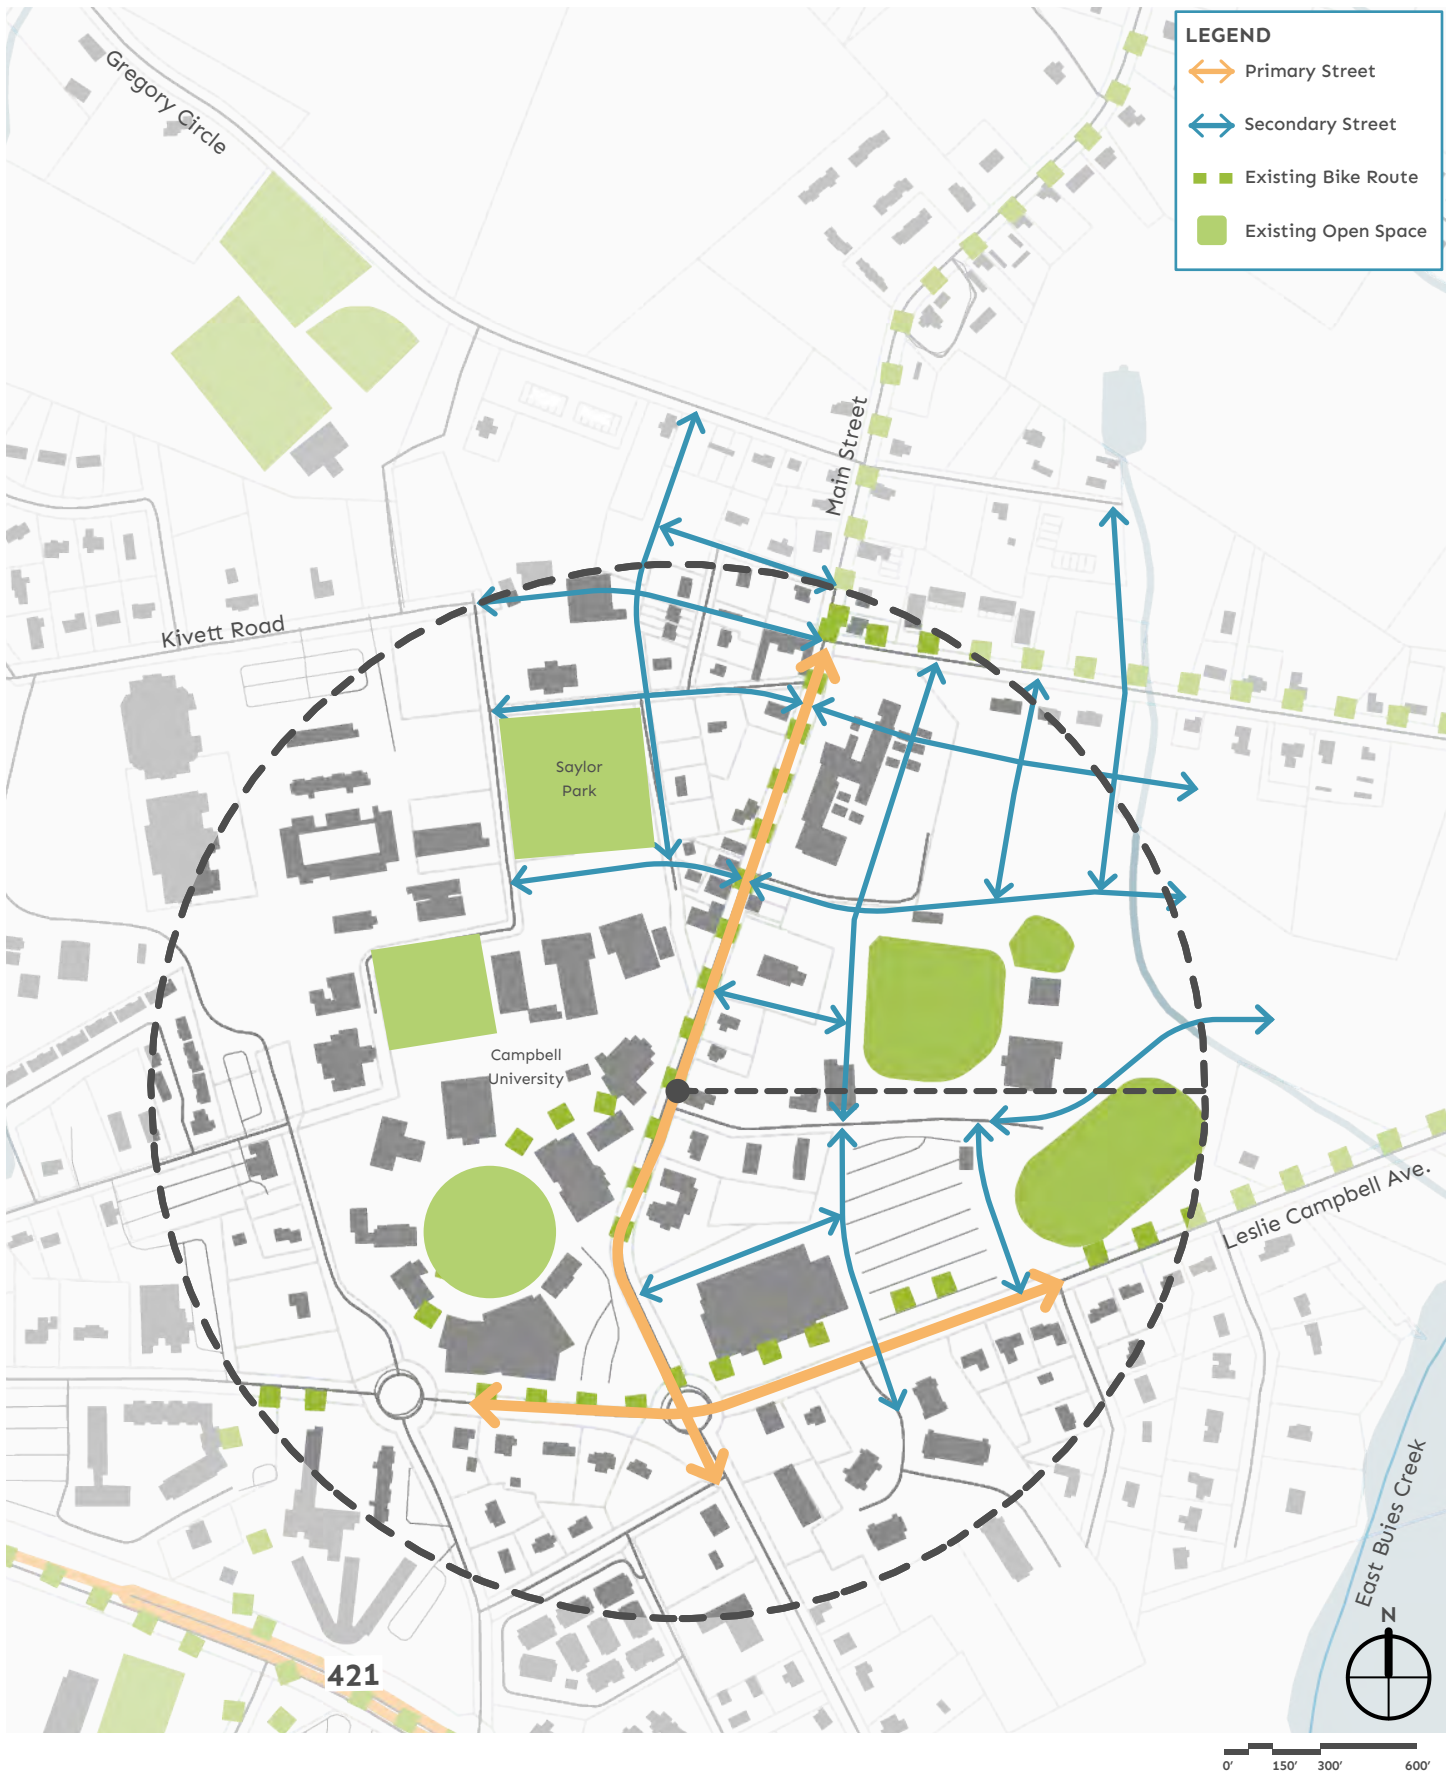 LEGEND
Primary Street
Secondary Street
Existing Bike Route
Existing Open Space
Gregory Circle
Main Street
Kivett Road
Saylor
Park
Campbell
University
Leslie Campbell Ave.
East Buies Creek
421
N
0' 150' 300' 600'